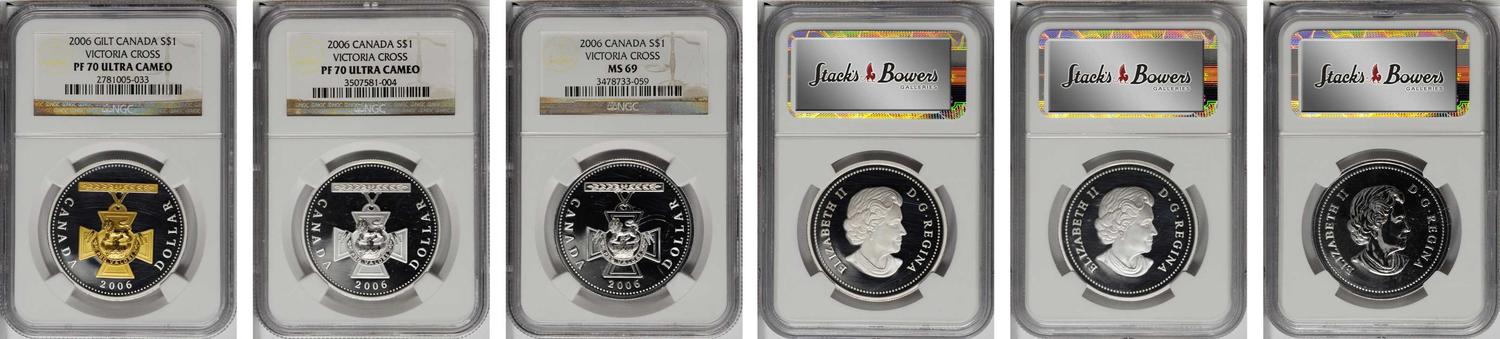 2006 GILT CANADA S$1
VICTORIA CROSS
PF 70 ULTRA CAMEO
2781005-033
NGC
CANADA
DOLLAR
2006
2006 CANADA S$1
VICTORIA CROSS
PF 70 ULTRA CAMEO
3507581-004
NGC
CANADA
DOLLAR
2006
2006 CANADA S$1
VICTORIA CROSS
MS 69
3478733-059
NGC
CANADA
DOLLAR
2006
Stack's Bowers
GALLERIES
ELIZABETH II
D·G·REGINA
Stack's Bowers
GALLERIES
ELIZABETH II
D·G·REGINA
Stack's Bowers
GALLERIES
ELIZABETH II
D·G·REGINA